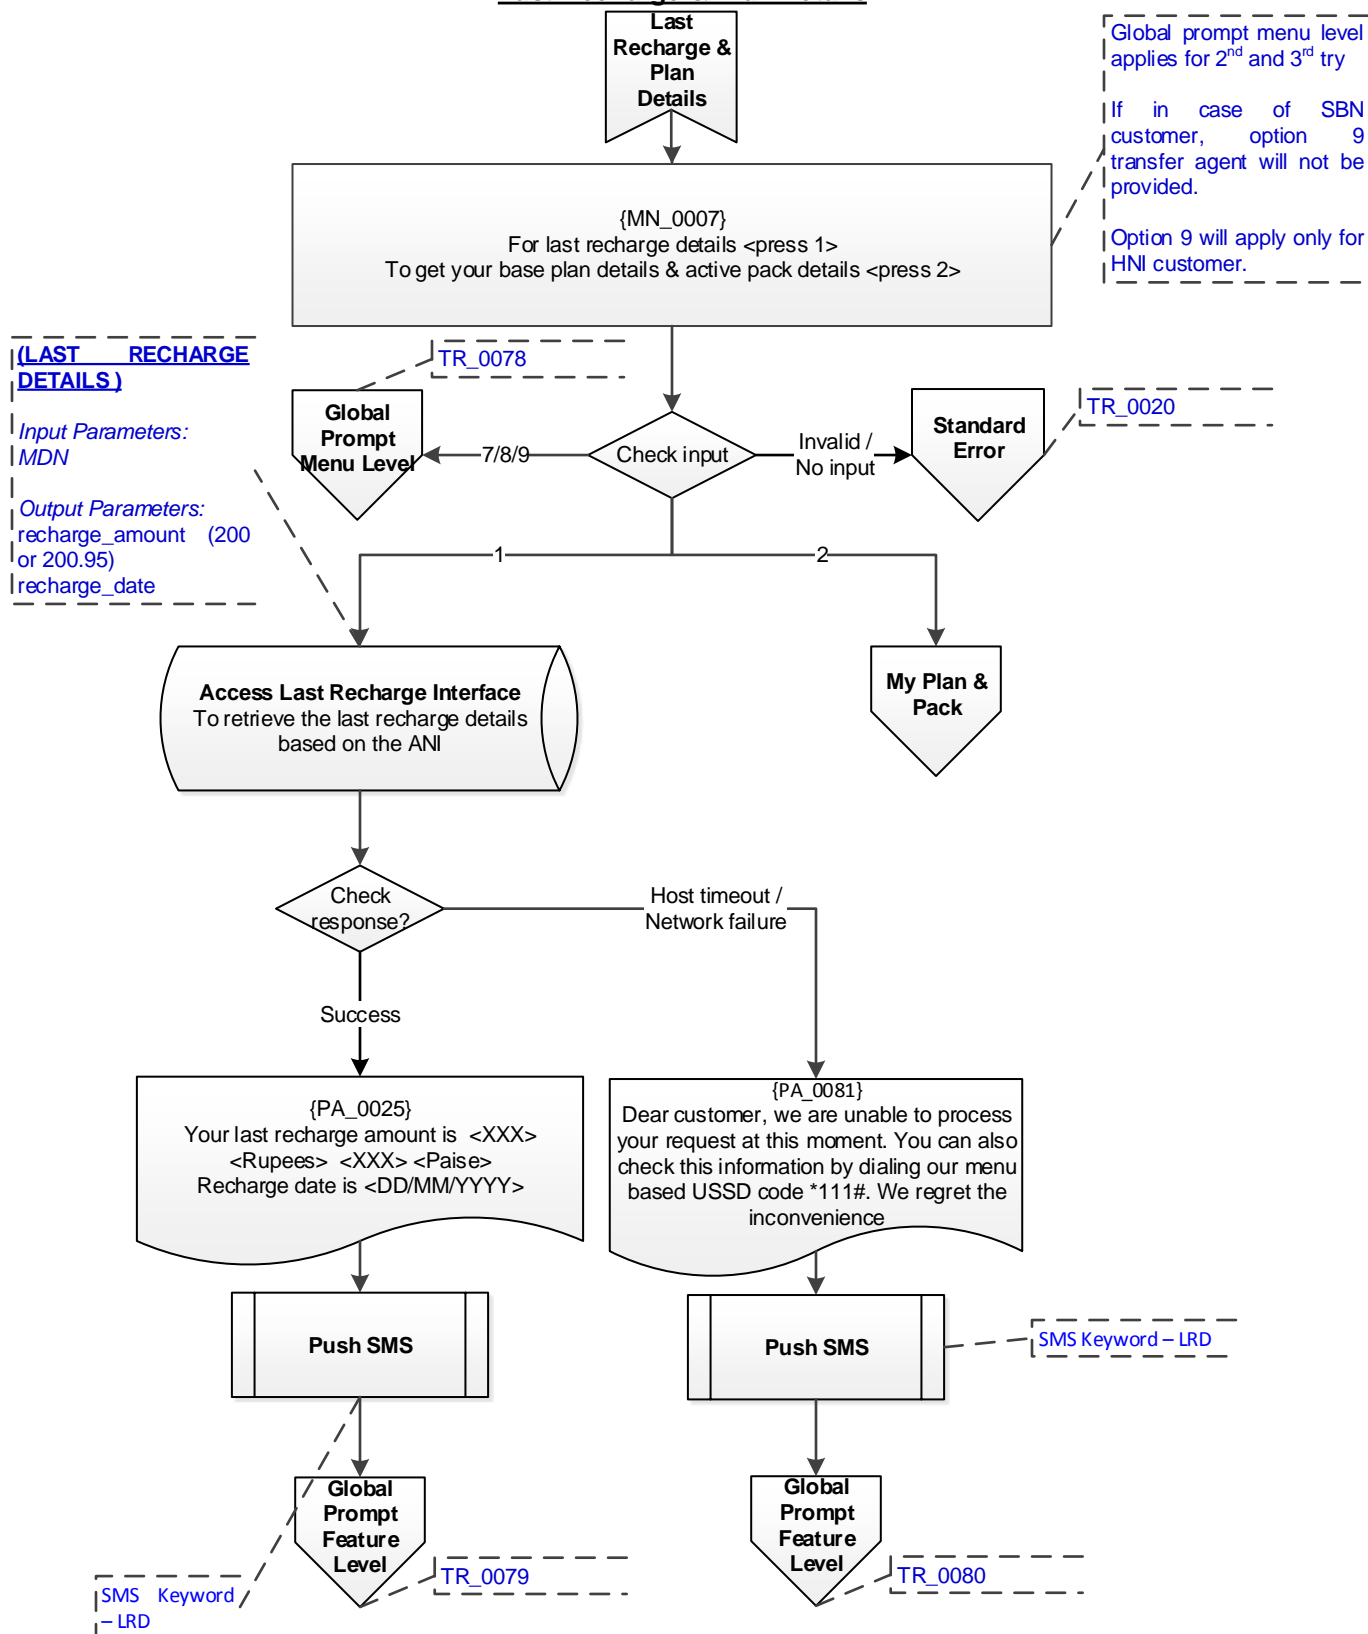 Last
Recharge &
Plan
Details
Global prompt menu level
applies for 2nd and 3rd try
If in case of SBN
customer, option 9
transfer agent will not be
provided.
Option 9 will apply only for
HNI customer.
{MN_0007}
For last recharge details <press 1>
To get your base plan details & active pack details <press 2>
(LAST RECHARGE
DETAILS )
Input Parameters:
MDN
Output Parameters:
recharge_amount (200
or 200.95)
recharge_date
TR_0078
Global
Prompt
Menu Level
7/8/9
Check input
Invalid /
No input
Standard
Error
TR_0020
1
2
Access Last Recharge Interface
To retrieve the last recharge details
based on the ANI
My Plan &
Pack
Check
response?
Host timeout /
Network failure
Success
{PA_0025}
Your last recharge amount is <XXX>
<Rupees> <XXX> <Paise>
Recharge date is <DD/MM/YYYY>
{PA_0081}
Dear customer, we are unable to process
your request at this moment. You can also
check this information by dialing our menu
based USSD code *111#. We regret the
inconvenience
Push SMS
Push SMS
SMS Keyword – LRD
Global
Prompt
Feature
Level
TR_0079
Global
Prompt
Feature
Level
TR_0080
SMS Keyword
– LRD